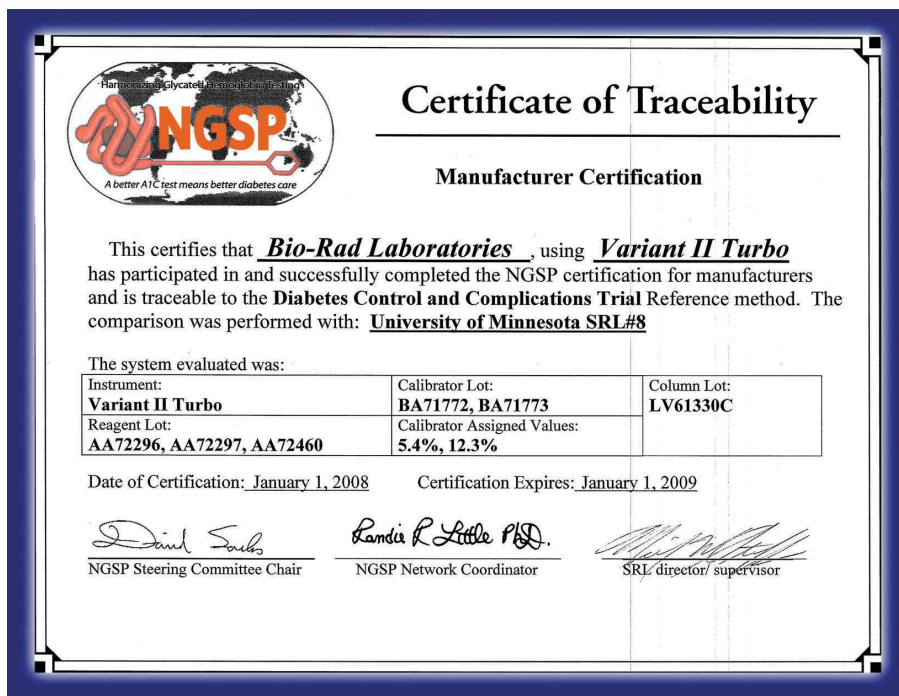 Harmonizing Glycated Hemoglobin Testing
NGSP
A better A1C test means better diabetes care
Certificate of Traceability
Manufacturer Certification
This certifies that Bio-Rad Laboratories , using Variant II Turbo
has participated in and successfully completed the NGSP certification for manufacturers
and is traceable to the Diabetes Control and Complications Trial Reference method. The
comparison was performed with: University of Minnesota SRL#8
The system evaluated was:
Instrument:
Variant II Turbo
Calibrator Lot:
BA71772, BA71773
Column Lot:
LV61330C
Reagent Lot:
AA72296, AA72297, AA72460
Calibrator Assigned Values:
5.4%, 12.3%
Date of Certification: January 1, 2008 Certification Expires: January 1, 2009
David Sacks
Randie R Little PhD.
NGSP Steering Committee Chair
NGSP Network Coordinator
SRL director/ supervisor